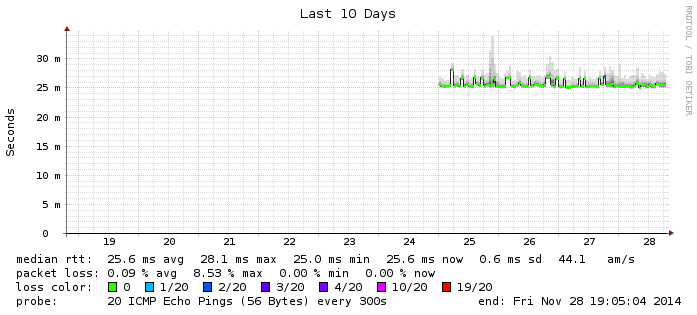 Last 10 Days
RRDTOOL / TOBI OETIKER
Seconds
30 m
25 m
20 m
15 m
10 m
5 m
0
19 20 21 22 23 24 25 26 27 28
median rtt: 25.6 ms avg 28.1 ms max 25.0 ms min 25.6 ms now 0.6 ms sd 44.1 am/s
packet loss: 0.09 % avg 8.53 % max 0.00 % min 0.00 % now
loss color: 0 1/20 2/20 3/20 4/20 10/20 19/20
probe: 20 ICMP Echo Pings (56 Bytes) every 300s end: Fri Nov 28 19:05:04 2014